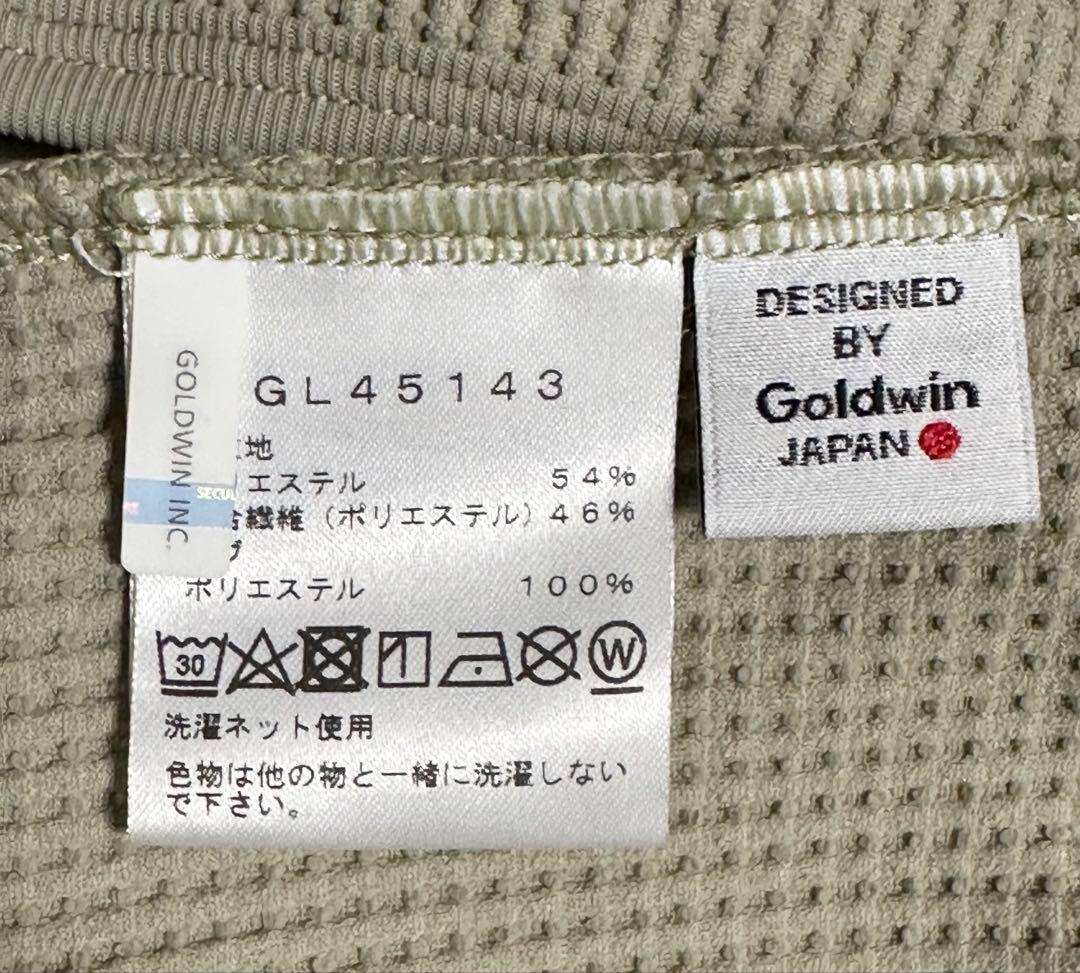 GOLDWIN INC.
SECU
GL45143
地
エステル 54%
合繊維（ポリエステル）46%
ポリエステル 100%
30
W
洗濯ネット使用
色物は他の物と一緒に洗濯しない
で下さい。
DESIGNED
BY
Goldwin
JAPAN